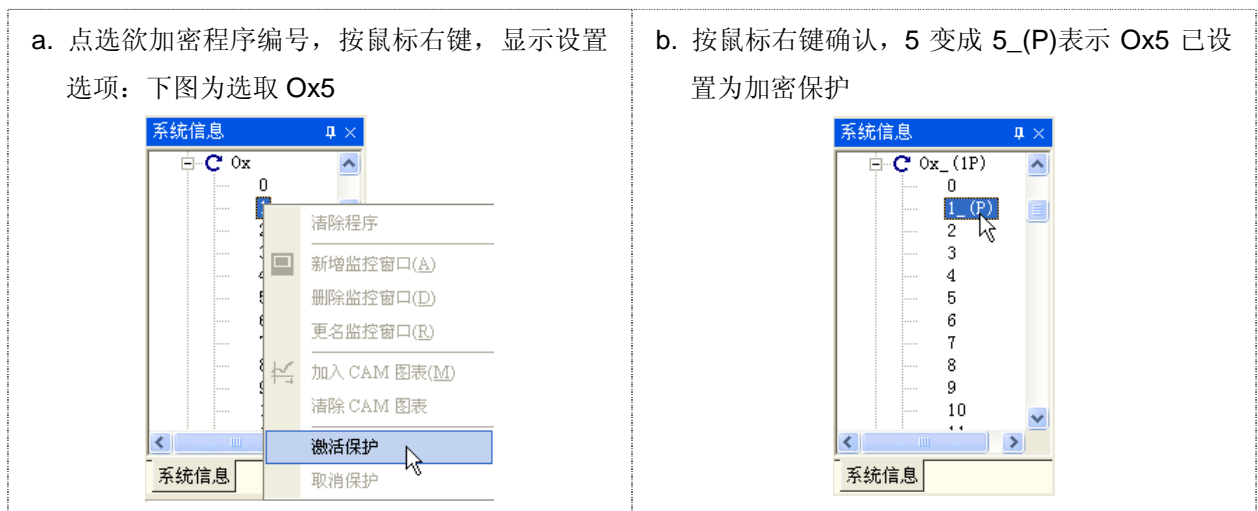 a. 点选欲加密程序编号，按鼠标右键，显示设置
选项：下图为选取 Ox5
系统信息
Ox
0
清除程序
新增监控窗口(A)
删除监控窗口(D)
更名监控窗口(R)
加入 CAM 图表(M)
清除 CAM 图表
激活保护
取消保护
系统信息
b. 按鼠标右键确认，5 变成 5_(P)表示 Ox5 已设
置为加密保护
系统信息
Ox_(1P)
0
1_(P)
2
3
4
5
6
7
8
9
10
系统信息